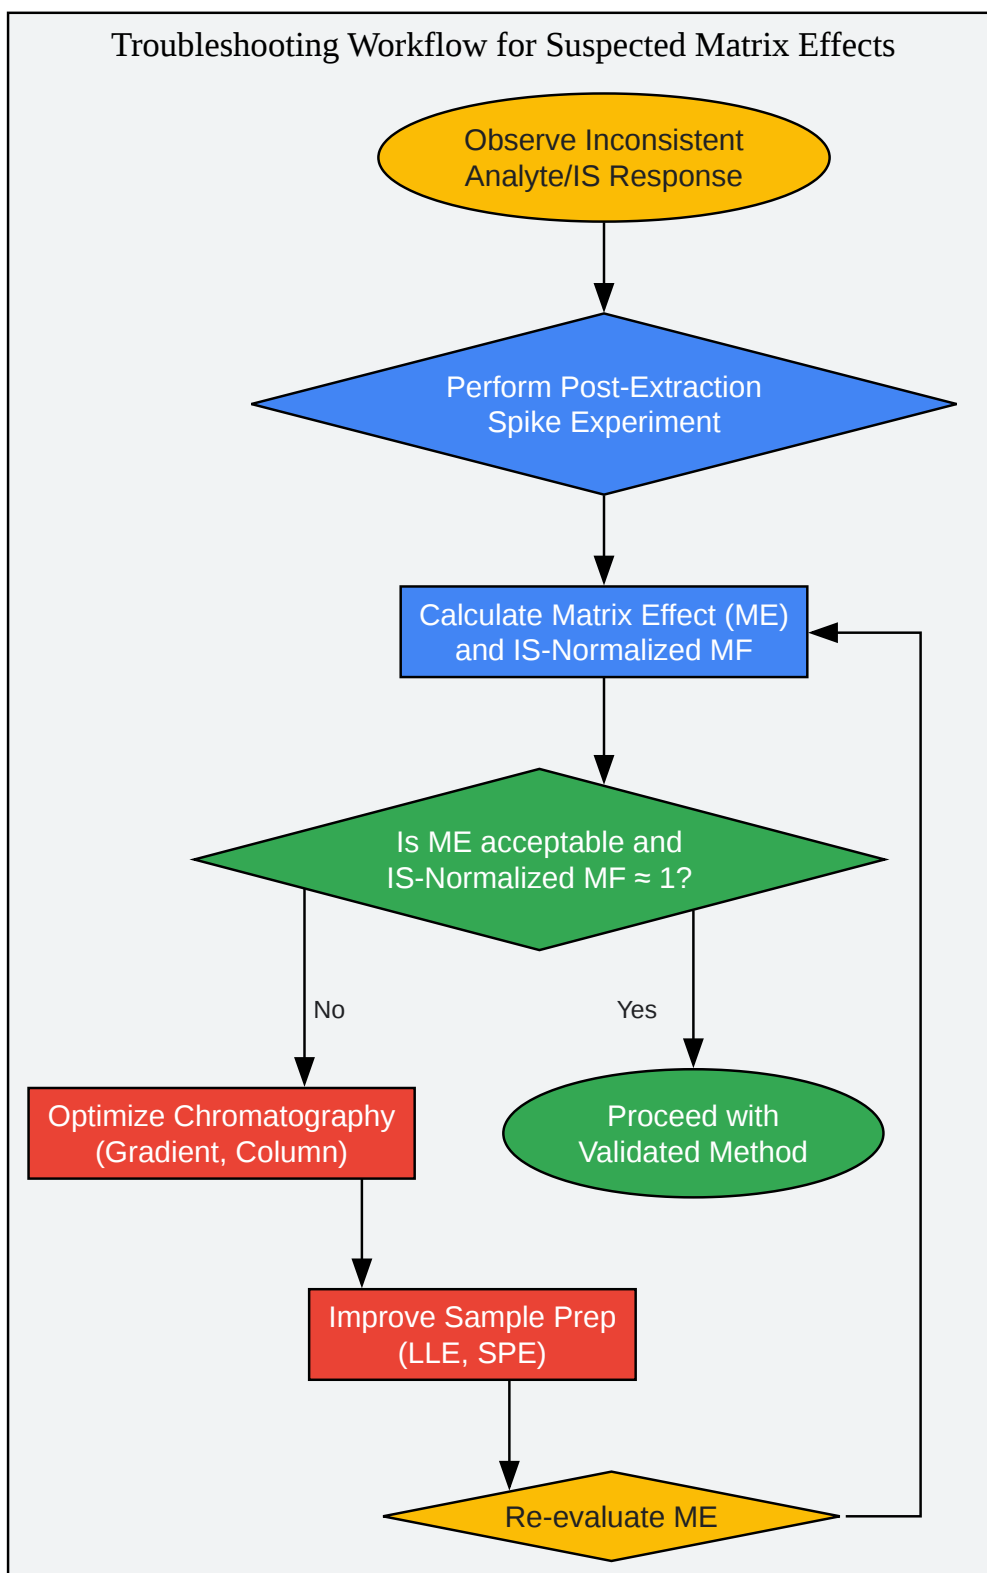 Troubleshooting Workflow for Suspected Matrix Effects
Observe Inconsistent
Analyte/IS Response
Perform Post-Extraction
Spike Experiment
Calculate Matrix Effect (ME)
and IS-Normalized MF
Is ME acceptable and
IS-Normalized MF ≈ 1?
No
Yes
Optimize Chromatography
(Gradient, Column)
Proceed with
Validated Method
Improve Sample Prep
(LLE, SPE)
Re-evaluate ME